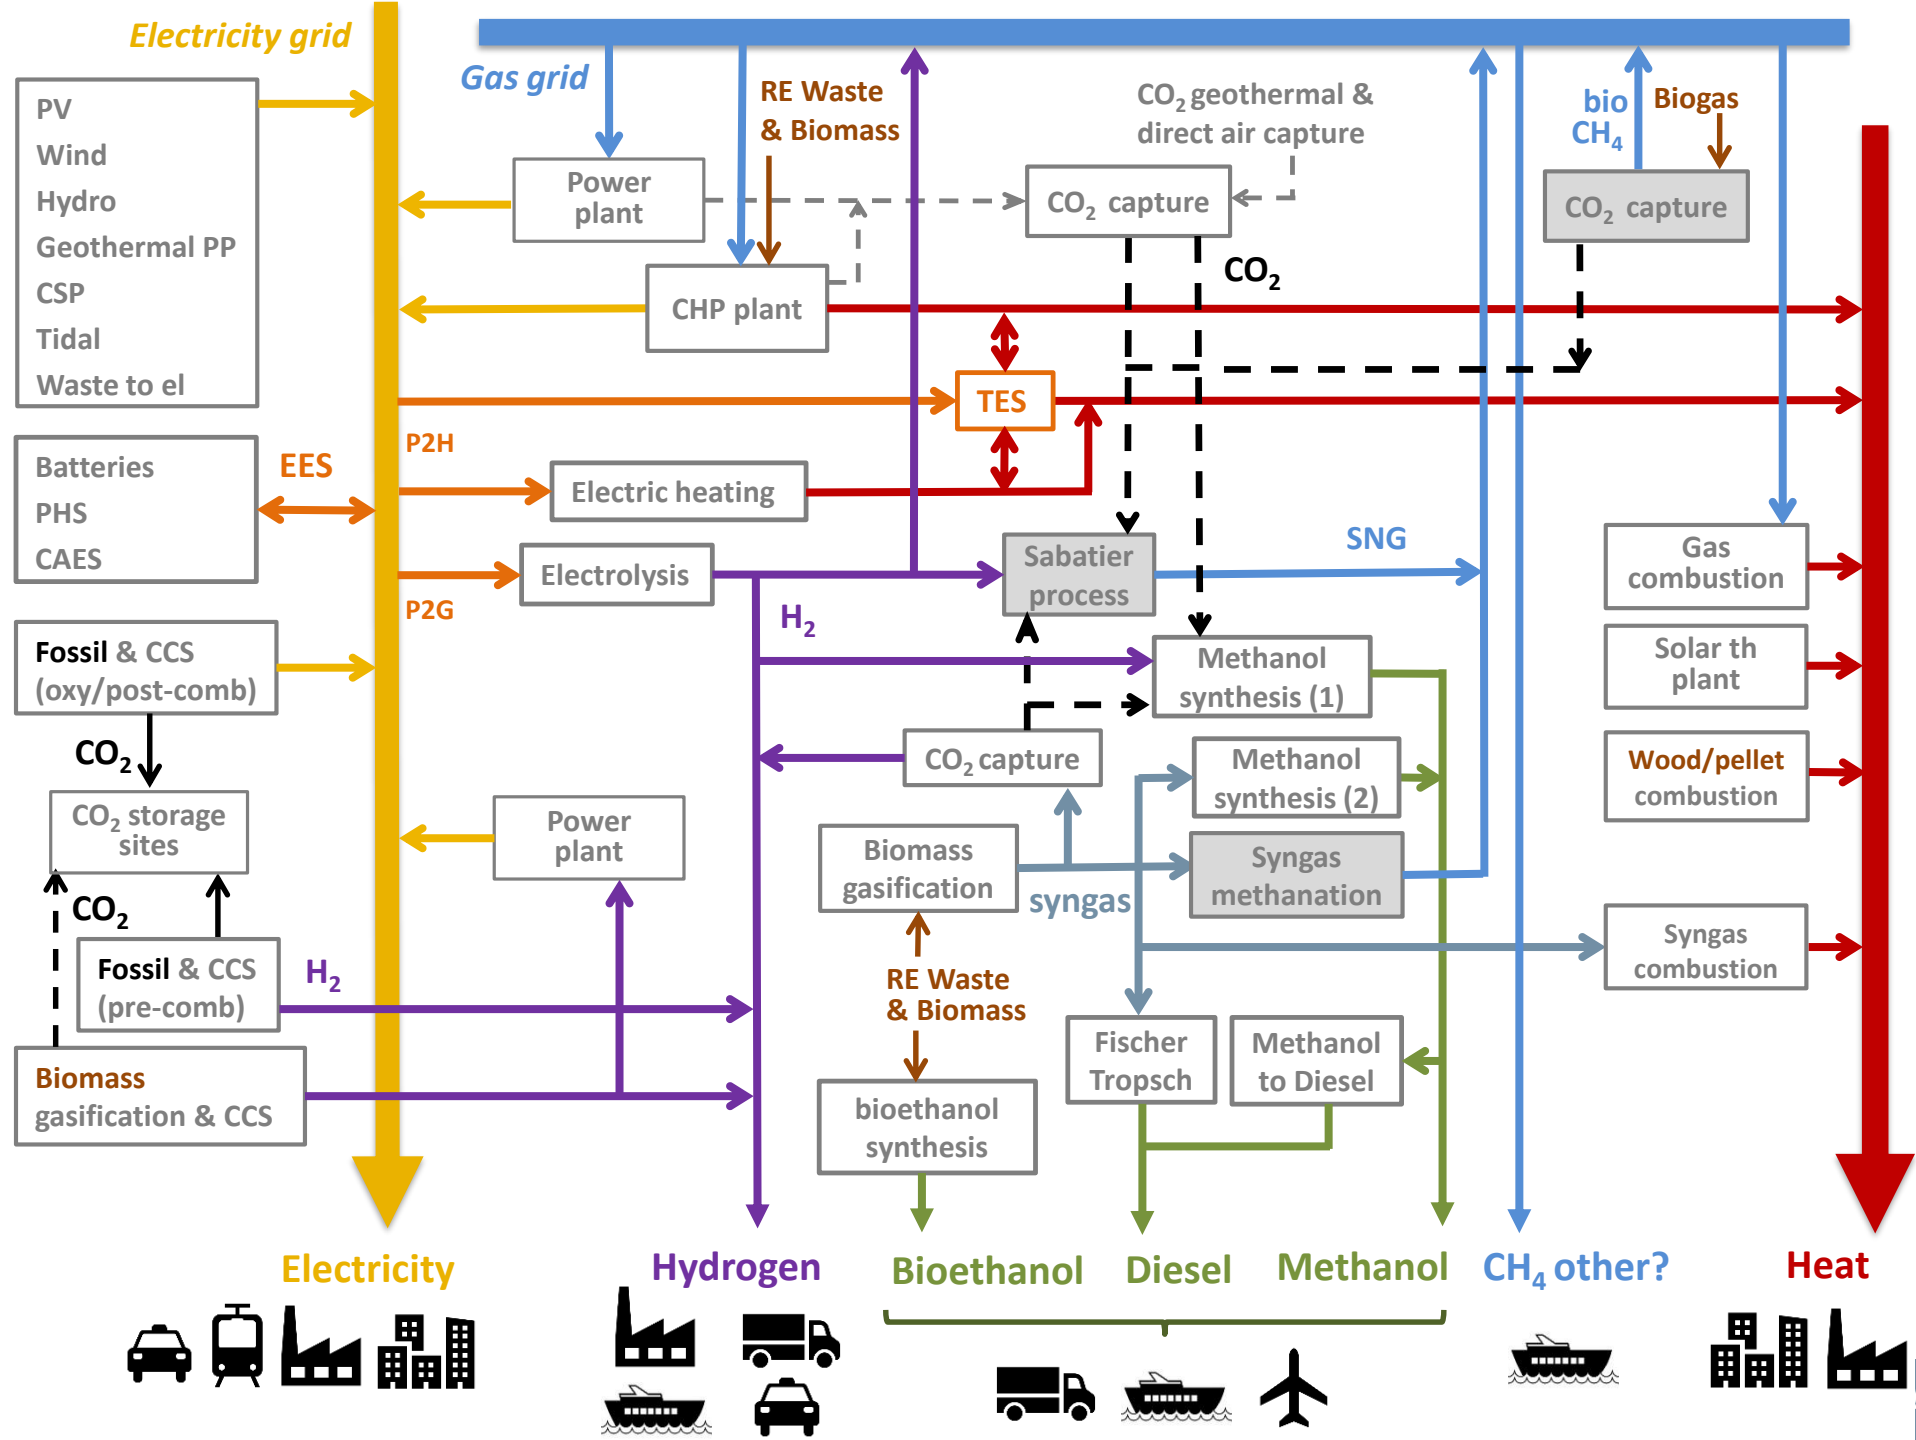 Electricity grid
Gas grid
PV
Wind
Hydro
Geothermal PP
CSP
Tidal
Waste to el
RE Waste
& Biomass
CO₂ geothermal &
direct air capture
bio
CH₄
Biogas
Power
plant
CO₂ capture
CO₂ capture
CO₂
CHP plant
TES
P2H
Batteries
PHS
CAES
EES
Electric heating
Electrolysis
P2G
H₂
Sabatier
process
SNG
Gas
combustion
Fossil & CCS
(oxy/post-comb)
Methanol
synthesis (1)
Solar th
plant
CO₂
CO₂ capture
Methanol
synthesis (2)
Wood/pellet
combustion
CO₂ storage
sites
Power
plant
Biomass
gasification
syngas
Syngas
methanation
CO₂
Fossil & CCS
(pre-comb)
H₂
RE Waste
& Biomass
Syngas
combustion
Biomass
gasification & CCS
Fischer
Tropsch
Methanol
to Diesel
bioethanol
synthesis
Electricity
Hydrogen
Bioethanol
Diesel
Methanol
CH₄ other?
Heat